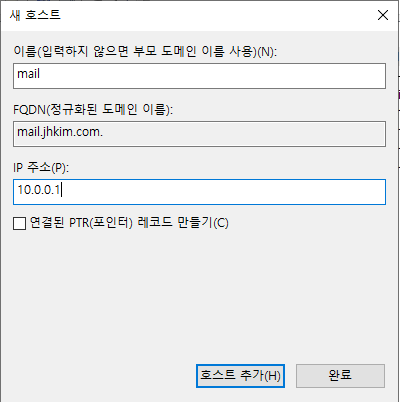 새 호스트
이름(입력하지 않으면 부모 도메인 이름 사용)(N):
mail
FQDN(정규화된 도메인 이름):
mail.jhkim.com.
IP 주소(P):
10.0.0.1
연결된 PTR(포인터) 레코드 만들기(C)
호스트 추가(H)
완료